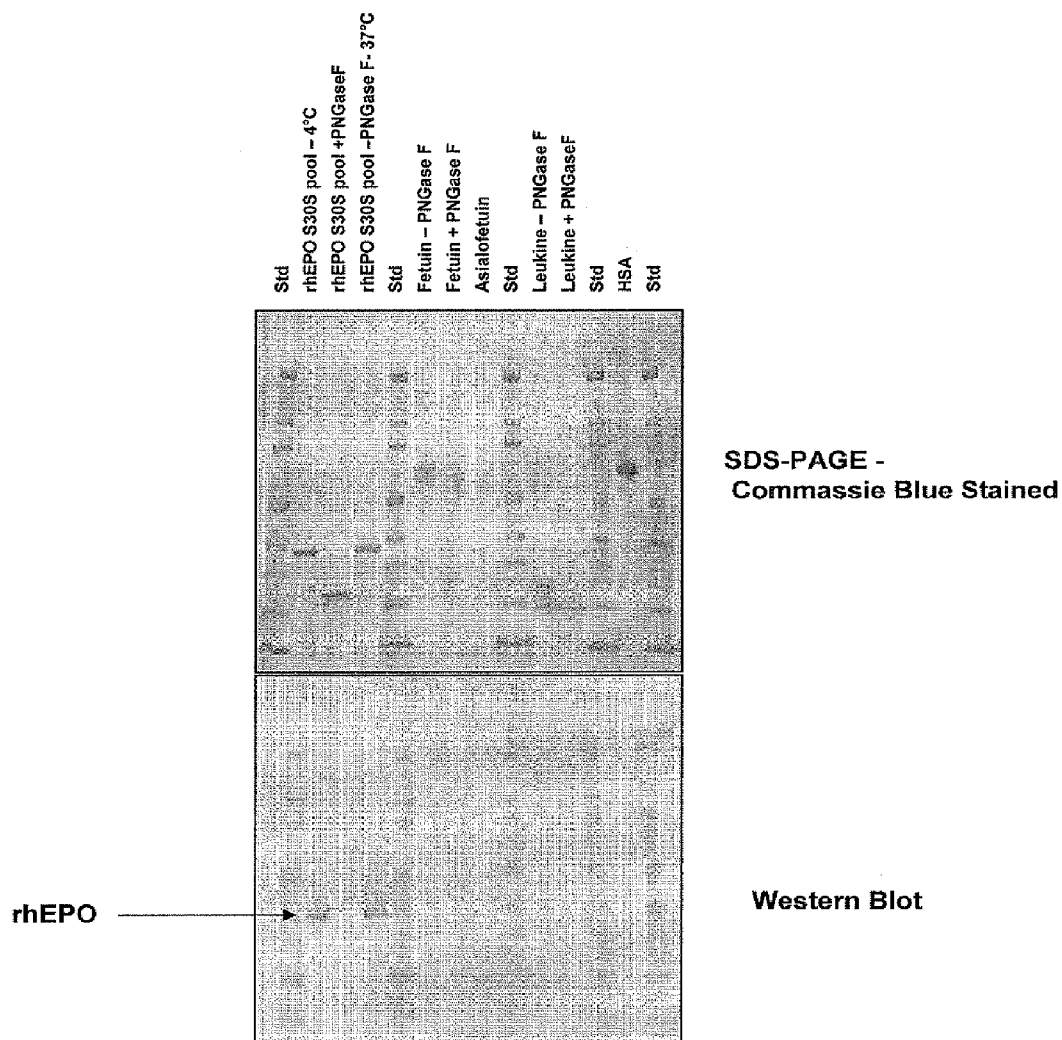 Std
rhEPO S30S pool – 4°C
rhEPO S30S pool +PNGaseF
rhEPO S30S pool –PNGase F- 37°C
Std
Fetuin – PNGase F
Fetuin + PNGase F
Asialofetuin
Std
Leukine – PNGase F
Leukine + PNGaseF
Std
HSA
Std
SDS-PAGE -
Commassie Blue Stained
rhEPO
Western Blot